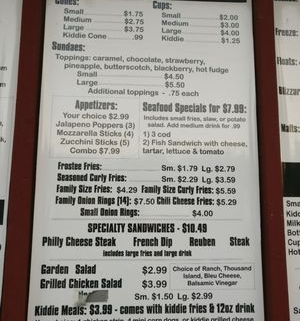 Cones:
Small $1.75
Medium $2.75
Large $3.75
Kiddie Cone .99
Cups:
Small $2.00
Medium $3.00
Large $4.00
Kiddie $1.25
Sundaes:
Toppings: caramel, chocolate, strawberry,
pineapple, butterscotch, blackberry, hot fudge
Small $4.50
Large $5.50
Additional toppings - .75 each
Appetizers:
Your choice $2.99
Jalapeno Poppers (3)
Mozzarella Sticks (4)
Zucchini Sticks (5)
Combo $7.99
Seafood Specials for $7.99:
Includes small fries, slaw, or potato
salad. Add medium drink for .99
1) 3 cod
2) Fish Sandwich with cheese,
tartar, lettuce & tomato
Frostee Fries: Sm. $1.79 Lg. $2.79
Seasoned Curly Fries: Sm. $2.29 Lg. $3.59
Family Size Fries: $4.29 Family Size Curly Fries: $5.59
Family Onion Rings [14]: $7.50 Chili Cheese Fries: $5.29
Small Onion Rings: $4.00
SPECIALTY SANDWICHES - $10.49
Philly Cheese Steak French Dip Reuben Steak
includes large fries and large drink
Garden Salad $2.99
Grilled Chicken Salad $3.99
Choice of Ranch, Thousand
Island, Bleu Cheese,
Balsamic Vinegar
Sm. $1.50 Lg. $2.99
Kiddie Meals: $3.99 - comes with kiddie fries & 12oz drink
Freeze:
Floats: